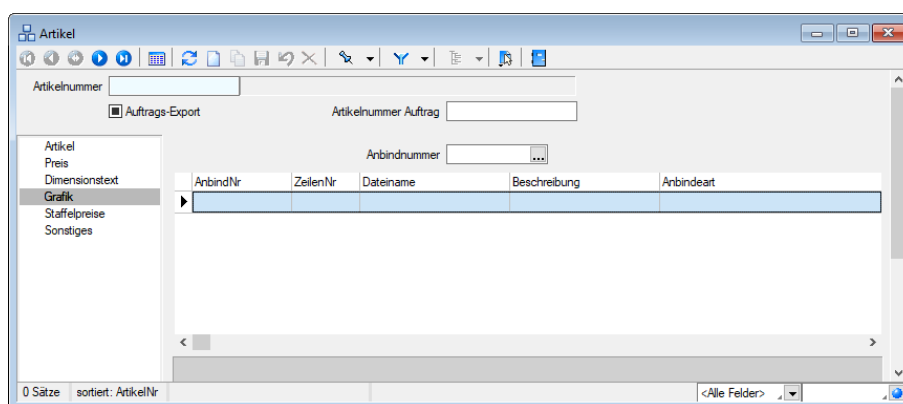 Artikel
Artikelnummer
Auftrags-Export Artikelnummer Auftrag
Artikel
Preis
Dimensionstext
Grafik
Staffelpreise
Sonstiges
Anbindnummer ...
AnbindNr ZeilenNr Dateiname Beschreibung Anbindeart
0 Sätze sortiert: ArtikelNr <Alle Felder>